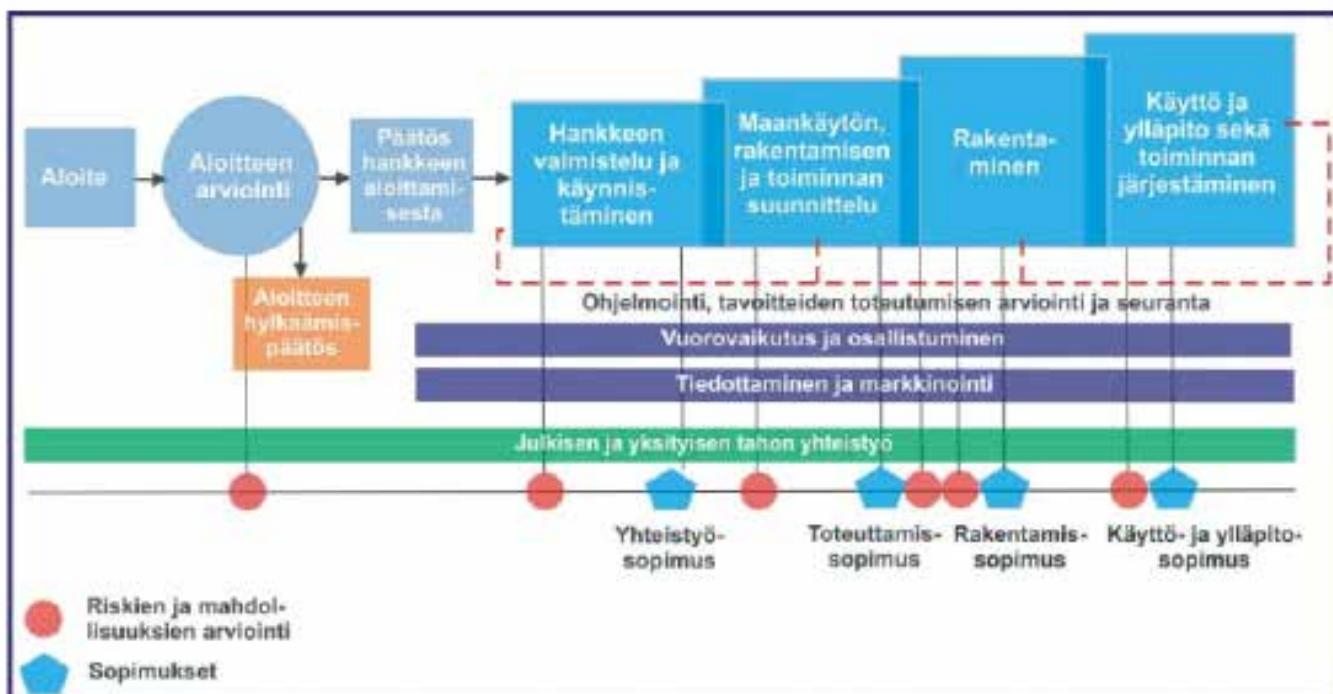 Aloite
Aloitteen
arviointi
Päätös
hankkeen
aloittami-
sesta
Aloitteen
hylkäämis-
päätös
Hankkeen
valmistelu ja
käynnis-
täminen
Maankäytön,
rakentamisen
ja toiminnan
suunnittelu
Rakenta-
minen
Käyttö ja
ylläpito sekä
toiminnan
järjestäminen
Ohjelmointi, tavoitteiden toteutumisen arviointi ja seuranta
Vuorovaikutus ja osallistuminen
Tiedottaminen ja markkinointi
Julkisen ja yksityisen tahon yhteistyö
Yhteistyö-
sopimus
Toteuttamis-
sopimus
Rakentamis-
sopimus
Käyttö- ja ylläpito-
sopimus
Riskien ja mahdol-
lisuuksien arviointi
Sopimukset